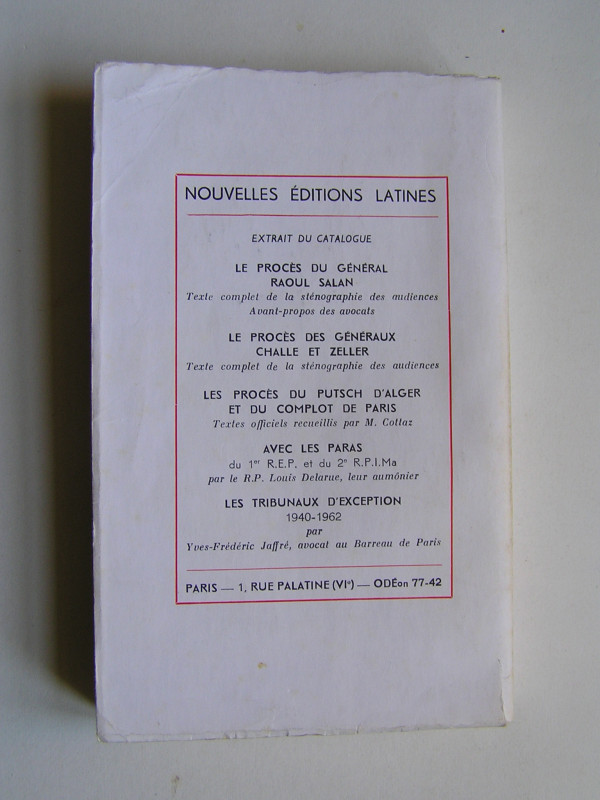 NOUVELLES ÉDITIONS LATINES
EXTRAIT DU CATALOGUE
LE PROCÈS DU GÉNÉRAL
RAOUL SALAN
Texte complet de la sténographie des audiences
Avant-propos des avocats
LE PROCÈS DES GÉNÉRAUX
CHALLE ET ZELLER
Texte complet de la sténographie des audiences
LES PROCÈS DU PUTSCH D'ALGER
ET DU COMPLOT DE PARIS
Textes officiels recueillis par M. Cottaz
AVEC LES PARAS
du 1er R.E.P. et du 2e R.P.I.Ma
par le R.P. Louis Delarue, leur aumônier
LES TRIBUNAUX D'EXCEPTION
1940-1962
par
Yves-Frédéric Jaffré, avocat au Barreau de Paris
PARIS — 1, RUE PALATINE (VIe) — ODÉon 77-42